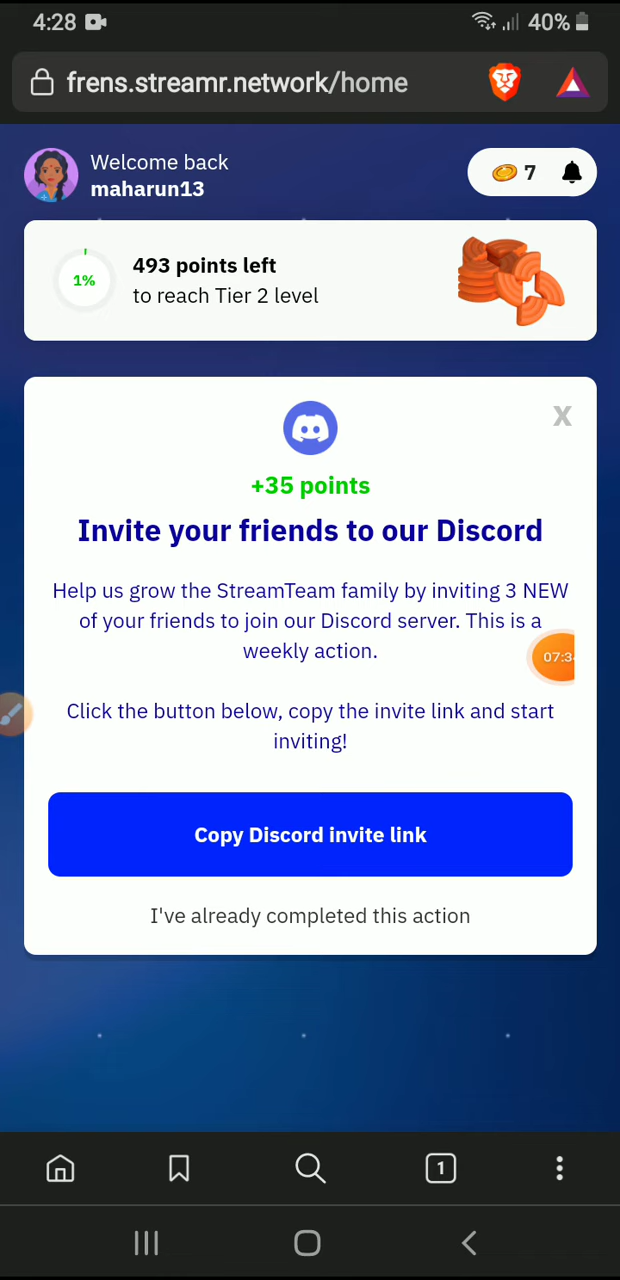 4:28
40%
frens.streamr.network/home
Welcome back
maharun13
7
1%
493 points left
to reach Tier 2 level
X
+35 points
Invite your friends to our Discord
Help us grow the StreamTeam family by inviting 3 NEW
of your friends to join our Discord server. This is a
weekly action.
Click the button below, copy the invite link and start
inviting!
Copy Discord invite link
I've already completed this action
1